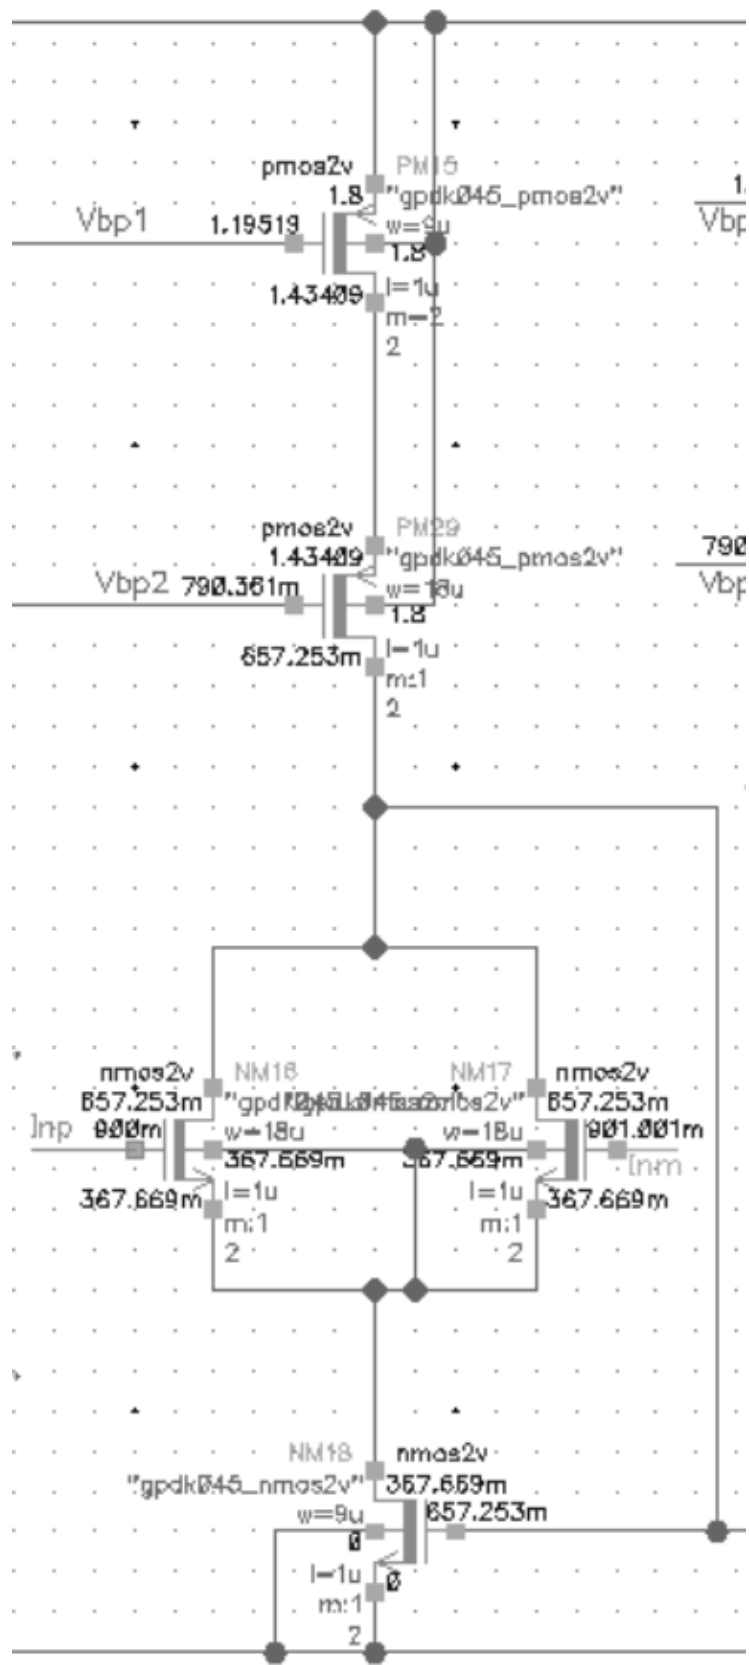 pmos2v PM15
1.8 "gpdk045_pmos2v"
Vbp1 1.19519 w=9u
1.8
1.43409 l=1u
m=2
2
1.
Vbp
pmos2v PM29
1.43409 "gpdk045_pmos2v"
Vbp2 790.361m w=18u
1.8
657.253m l=1u
m:1
2
790
Vbp
nmos2v NM16
657.253m
Inp 900m w=18u
367.669m
367.669m l=1u
m:1
2
NM17 nmos2v
657.253m
w=18u 901.001m
367.669m Inm
l=1u 367.669m
m:1
2
NM18 nmos2v
"gpdk045_nmos2v" 367.669m
w=9u 657.253m
0
l=1u 0
m:1
2